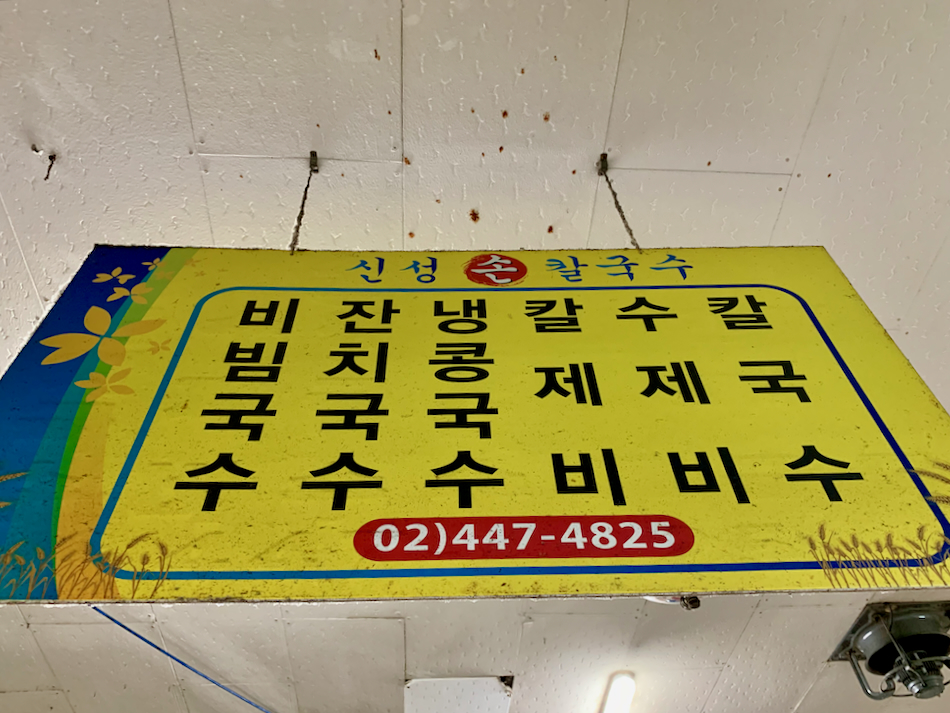 신성 손 칼국수
비빔국수
잔치국수
냉콩국수
칼제비
수제비
칼국수
02)447-4825